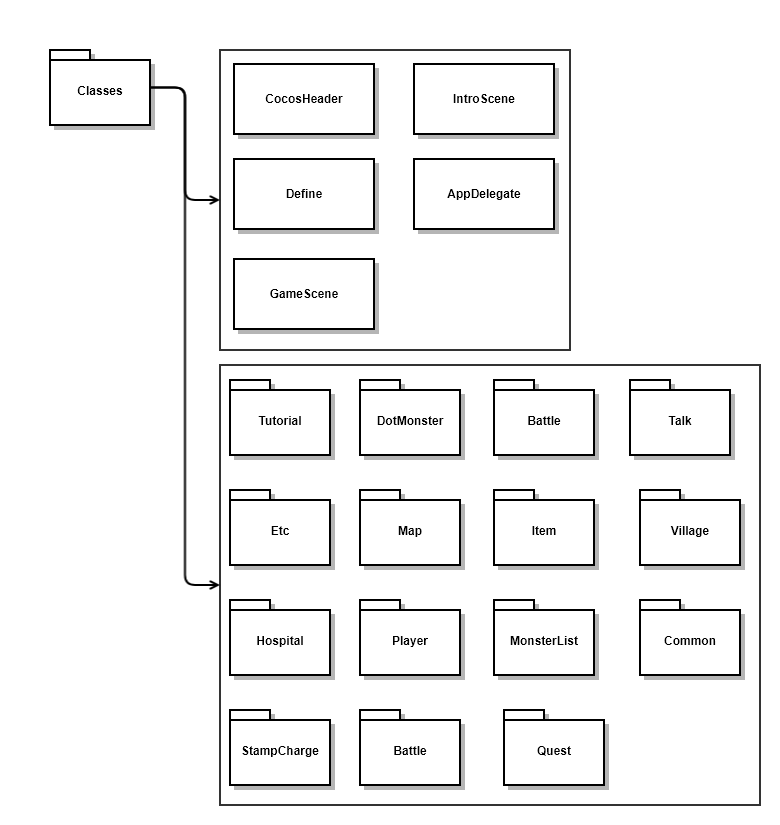 Classes
CocosHeader
IntroScene
Define
AppDelegate
GameScene
Tutorial
DotMonster
Battle
Talk
Etc
Map
Item
Village
Hospital
Player
MonsterList
Common
StampCharge
Battle
Quest